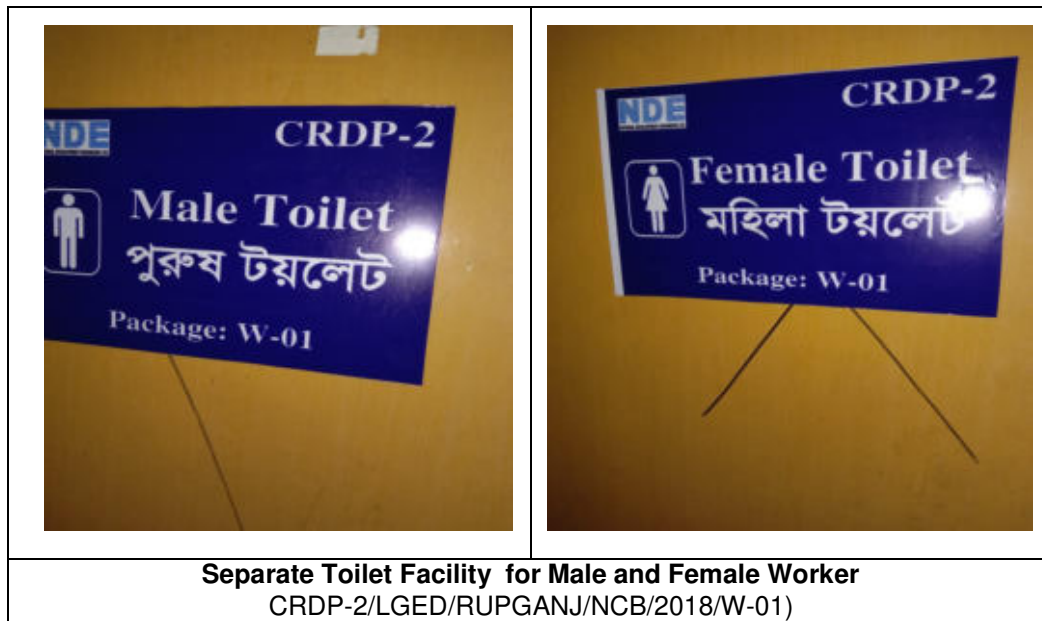 NDE
CRDP-2
Male Toilet
পুরুষ টয়লেট
Package: W-01
NDE
CRDP-2
Female Toilet
মহিলা টয়লেট
Package: W-01
Separate Toilet Facility for Male and Female Worker
CRDP-2/LGED/RUPGANJ/NCB/2018/W-01)